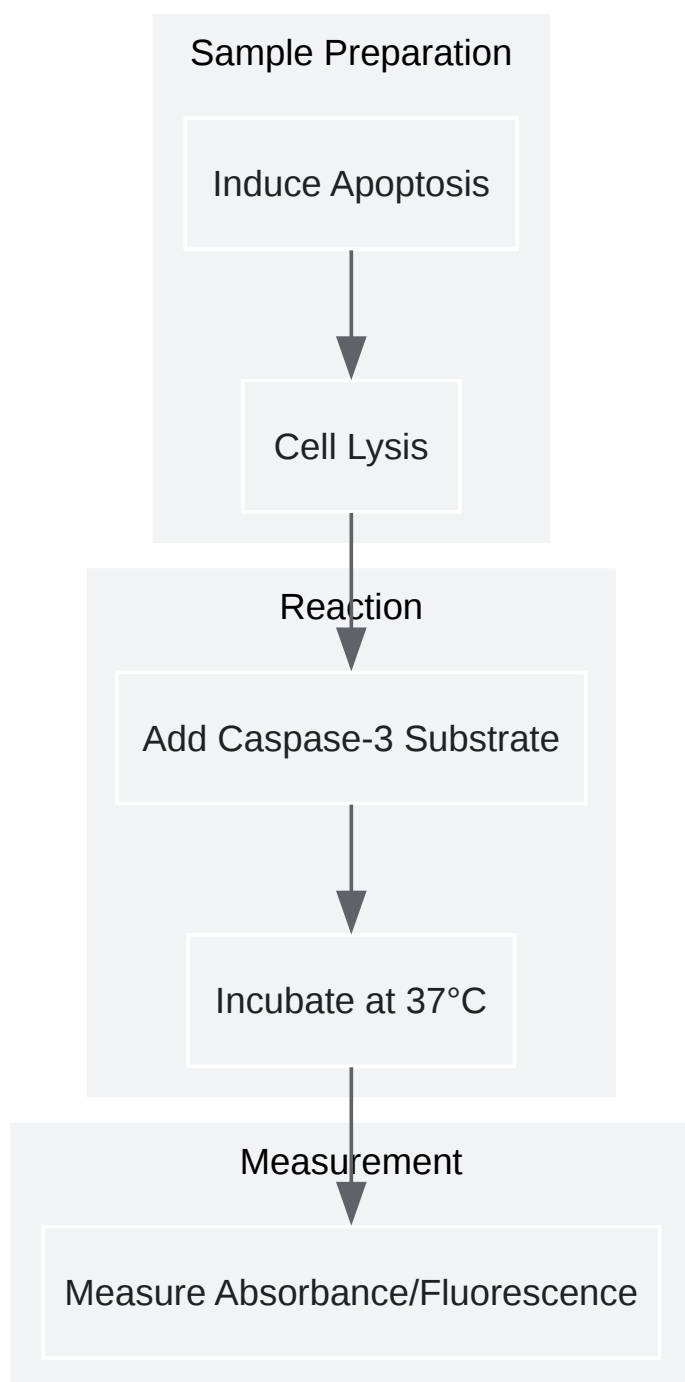 Sample Preparation
Induce Apoptosis
Cell Lysis
Reaction
Add Caspase-3 Substrate
Incubate at 37°C
Measurement
Measure Absorbance/Fluorescence